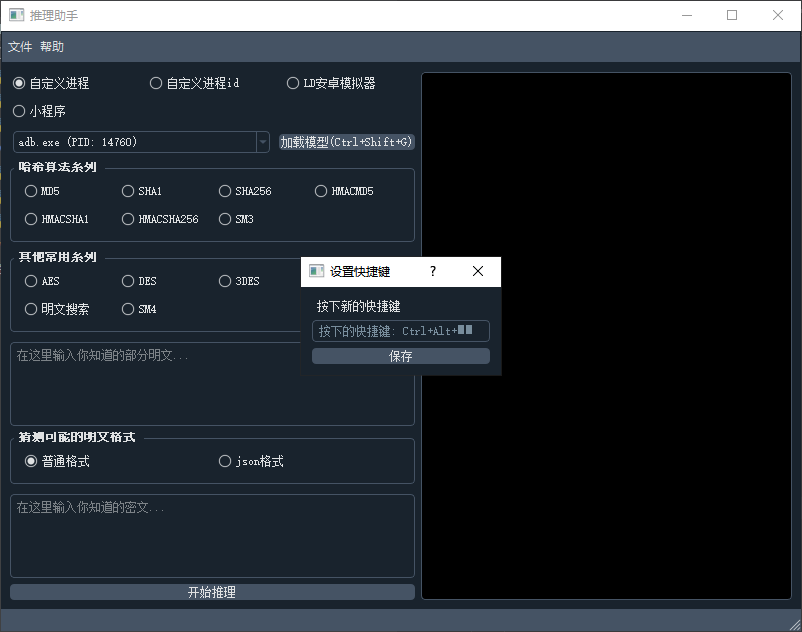 推理助手
文件 帮助
自定义进程 自定义进程id LD安卓模拟器
小程序
adb.exe (PID: 14760) 加载模型(Ctrl+Shift+G)
哈希算法系列
MD5 SHA1 SHA256 HMACMD5
HMACSHA1 HMACSHA256 SM3
其他常用系列
AES DES 3DES
明文搜索 SM4
在这里输入你知道的部分明文...
设置快捷键 ?
按下新的快捷键
按下的快捷键: Ctrl+Alt+
保存
猜测可能的明文格式
普通格式 json格式
在这里输入你知道的密文...
开始推理